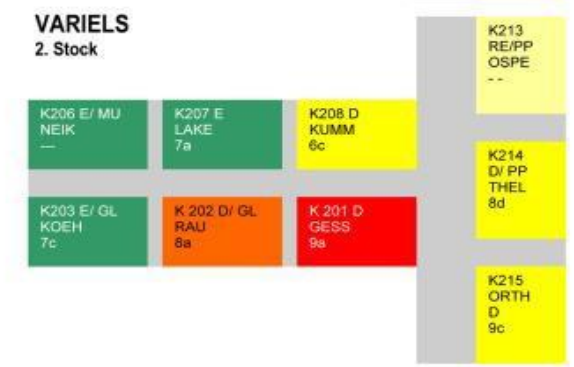 VARIELS
2. Stock
K213
RE/PP
OSPE
- -
K206 E/ MU
NEIK
—
K207 E
LAKE
7a
K208 D
KUMM
6c
K214
D/ PP
THEL
8d
K203 E/ GL
KOEH
7c
K 202 D/ GL
RAU
8a
K 201 D
GESS
9a
K215
ORTH
D
9c